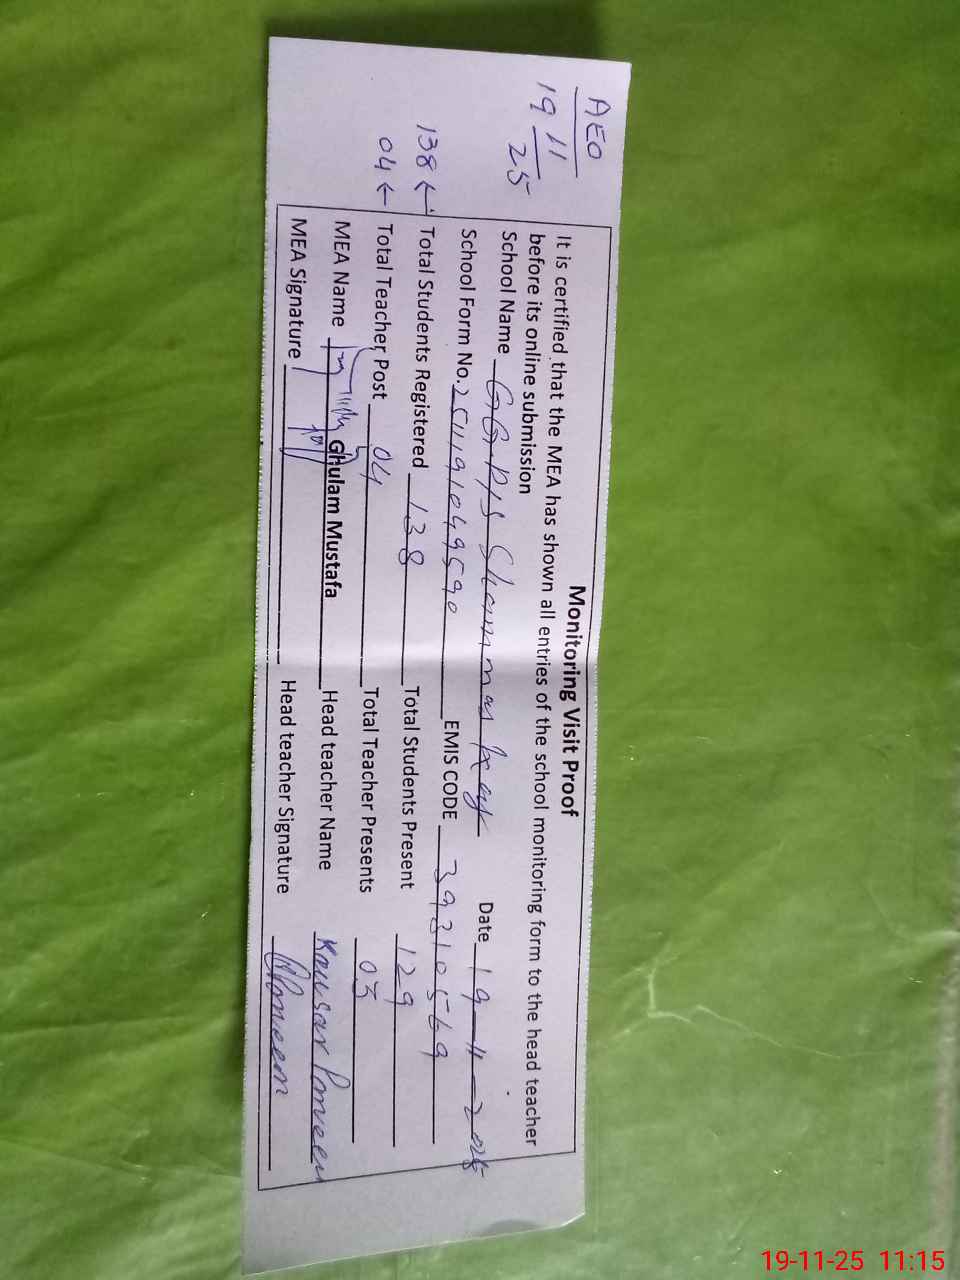 AEO
19 11 25
138 ←
04 ←
Monitoring Visit Proof
It is certified that the MEA has shown all entries of the school monitoring form to the head teacher
before its online submission
School Name GGP/S Shammas Date 19-11-2025
School Form No. 251191049590 EMIS CODE 39310569
Total Students Registered 138 Total Students Present 129
Total Teacher Post 04 Total Teacher Presents 03
MEA Name Ghulam Mustafa Head teacher Name Kausar Parveen
MEA Signature Head teacher Signature
19-11-25 11:15